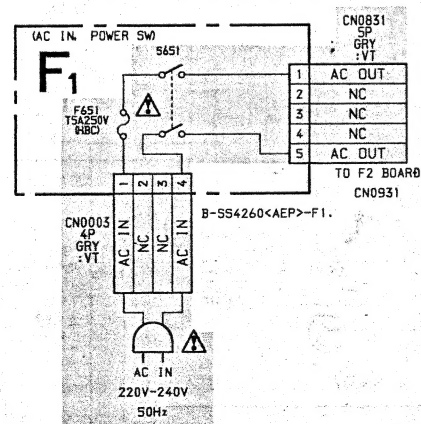 (AC IN, POWER SW)
F1
S651
F651
T5A250V
(HBC)
CN0831
5P
GRY
:VT
1 AC OUT
2 NC
3 NC
4 NC
5 AC OUT
TO F2 BOARD
CN0931
B-SS4260<AEP>-F1.
CN0003
4P
GRY
:VT
1 AC IN
2 NC
3 NC
4 AC IN
AC IN
220V-240V
50Hz